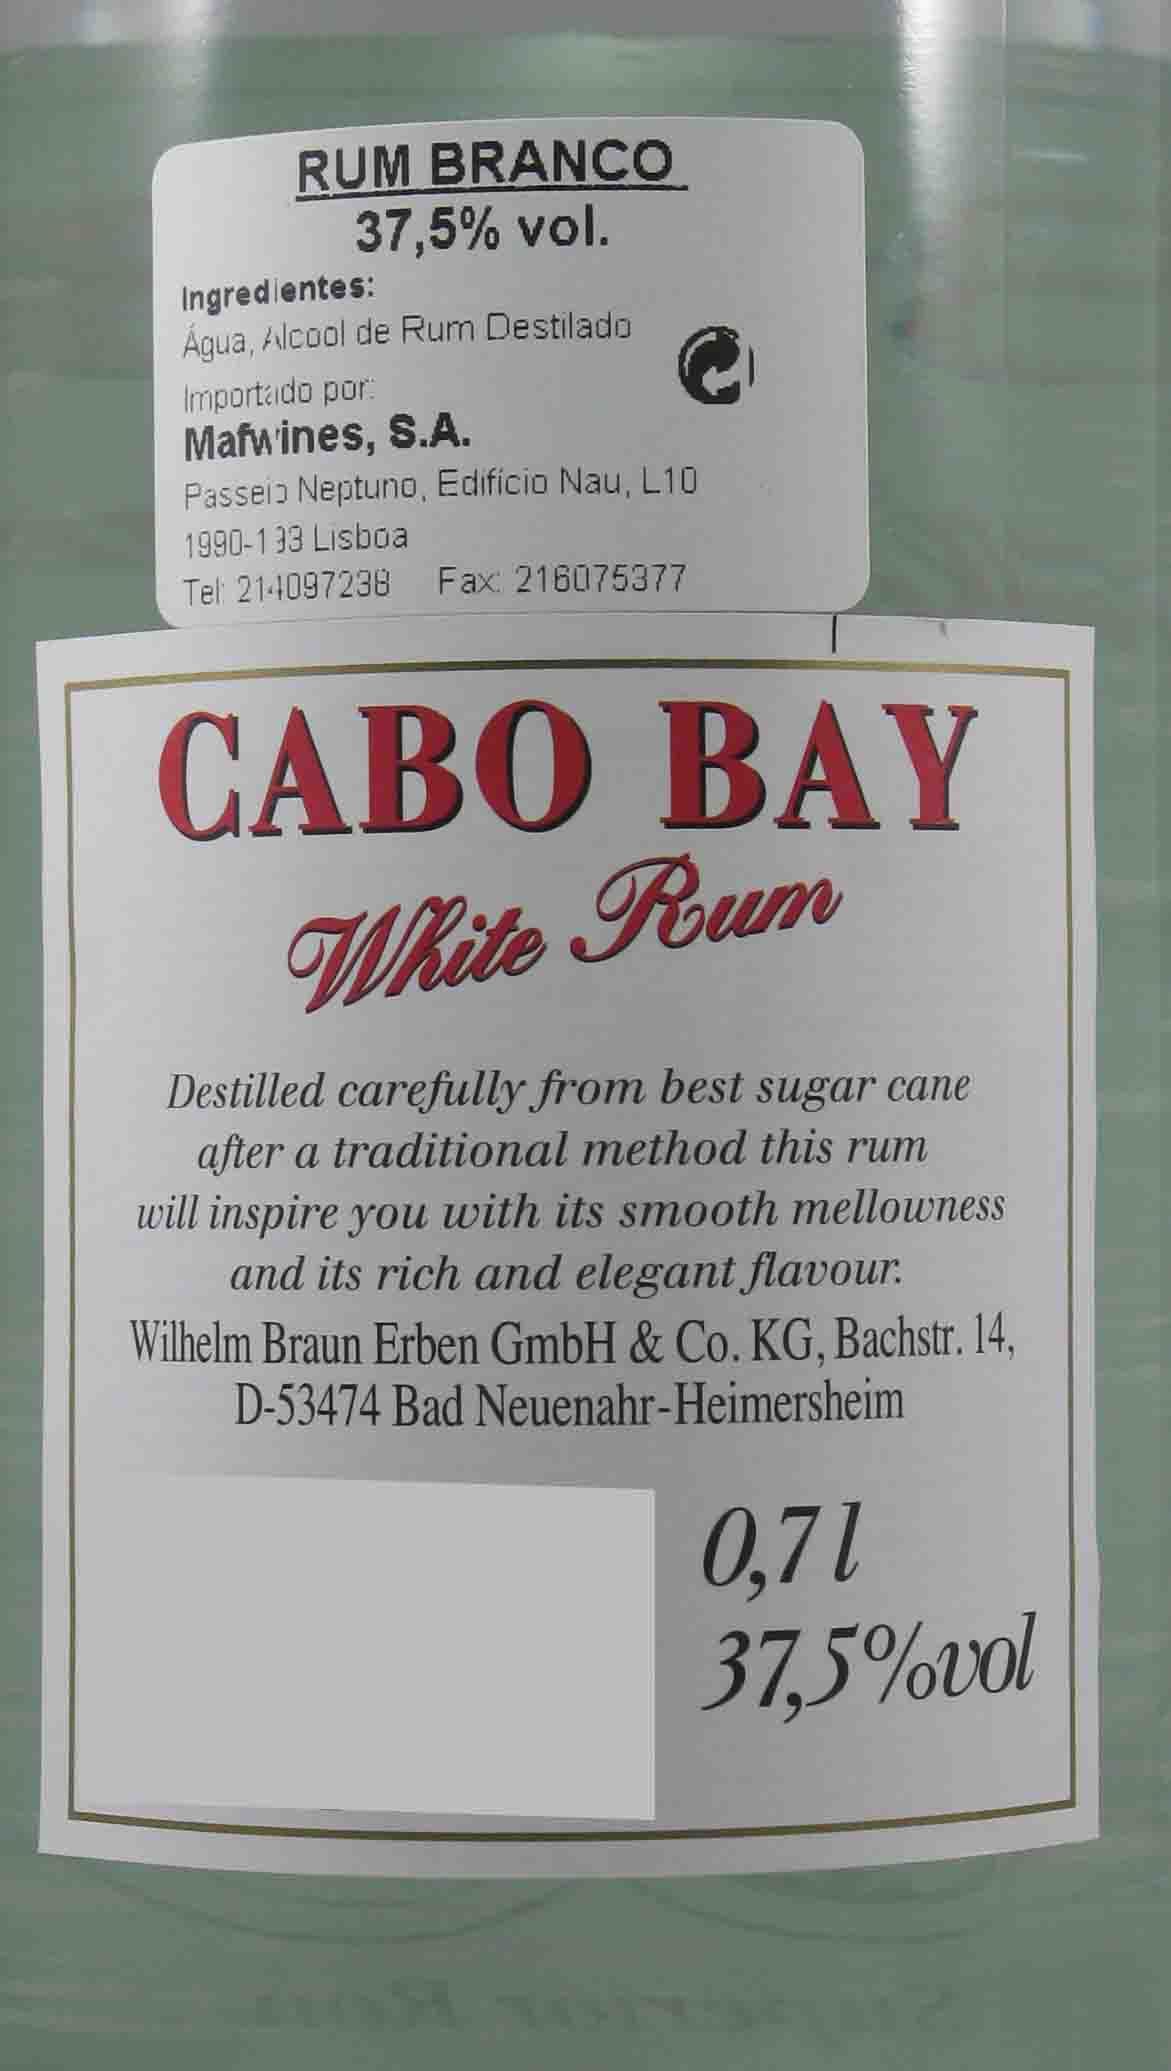 RUM BRANCO
37,5% vol.
Ingredientes:
Água, Alcool de Rum Destilado
Importado por:
Mafwines, S.A.
Passeio Neptuno, Edifício Nau, L10
1990-193 Lisboa
Tel: 214097238 Fax: 216075377
CABO BAY
White Rum
Destilled carefully from best sugar cane
after a traditional method this rum
will inspire you with its smooth mellowness
and its rich and elegant flavour.
Wilhelm Braun Erben GmbH & Co. KG, Bachstr. 14,
D-53474 Bad Neuenahr-Heimersheim
0,7 l
37,5%vol